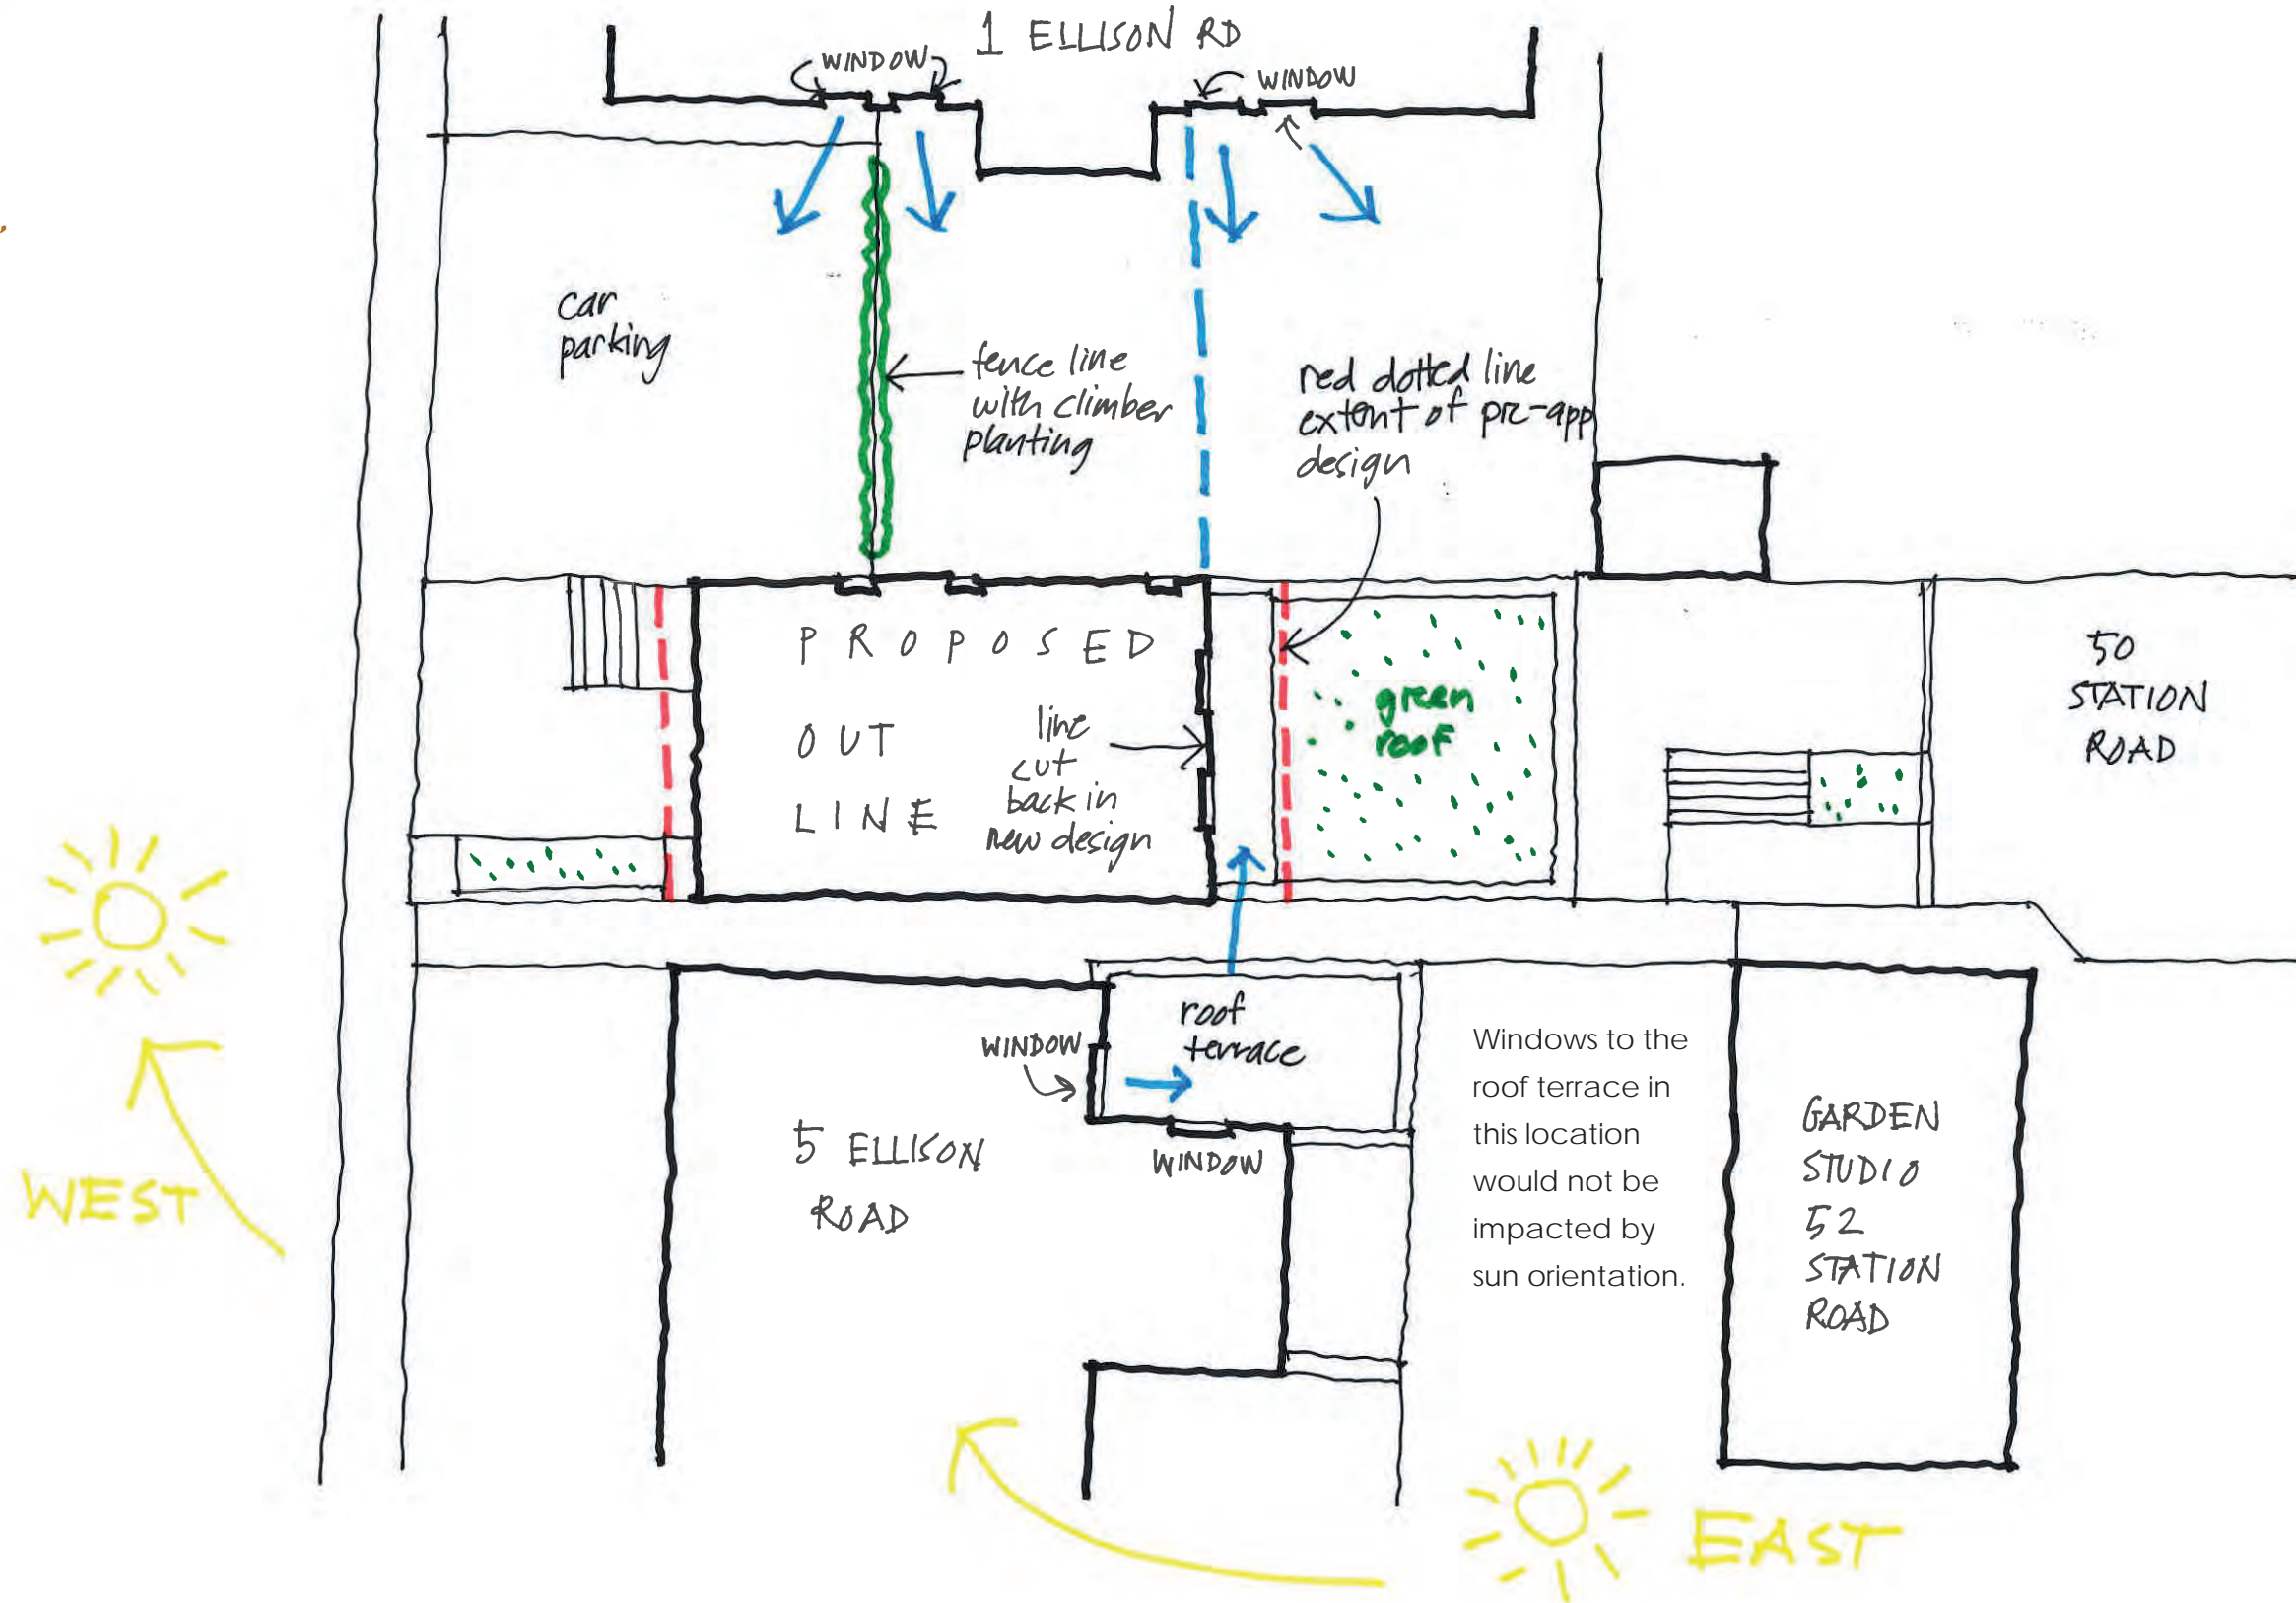 1 ELLISON RD
WINDOW
WINDOW
car
parking
fence line
with climber
planting
red dotted line
extent of pre-app
design
PROPOSED
OUT
LINE
line
cut
back in
new design
green
roof
50
STATION
ROAD
WEST
WINDOW
roof
terrace
WINDOW
5 ELLISON
ROAD
Windows to the
roof terrace in
this location
would not be
impacted by
sun orientation.
GARDEN
STUDIO
52
STATION
ROAD
EAST